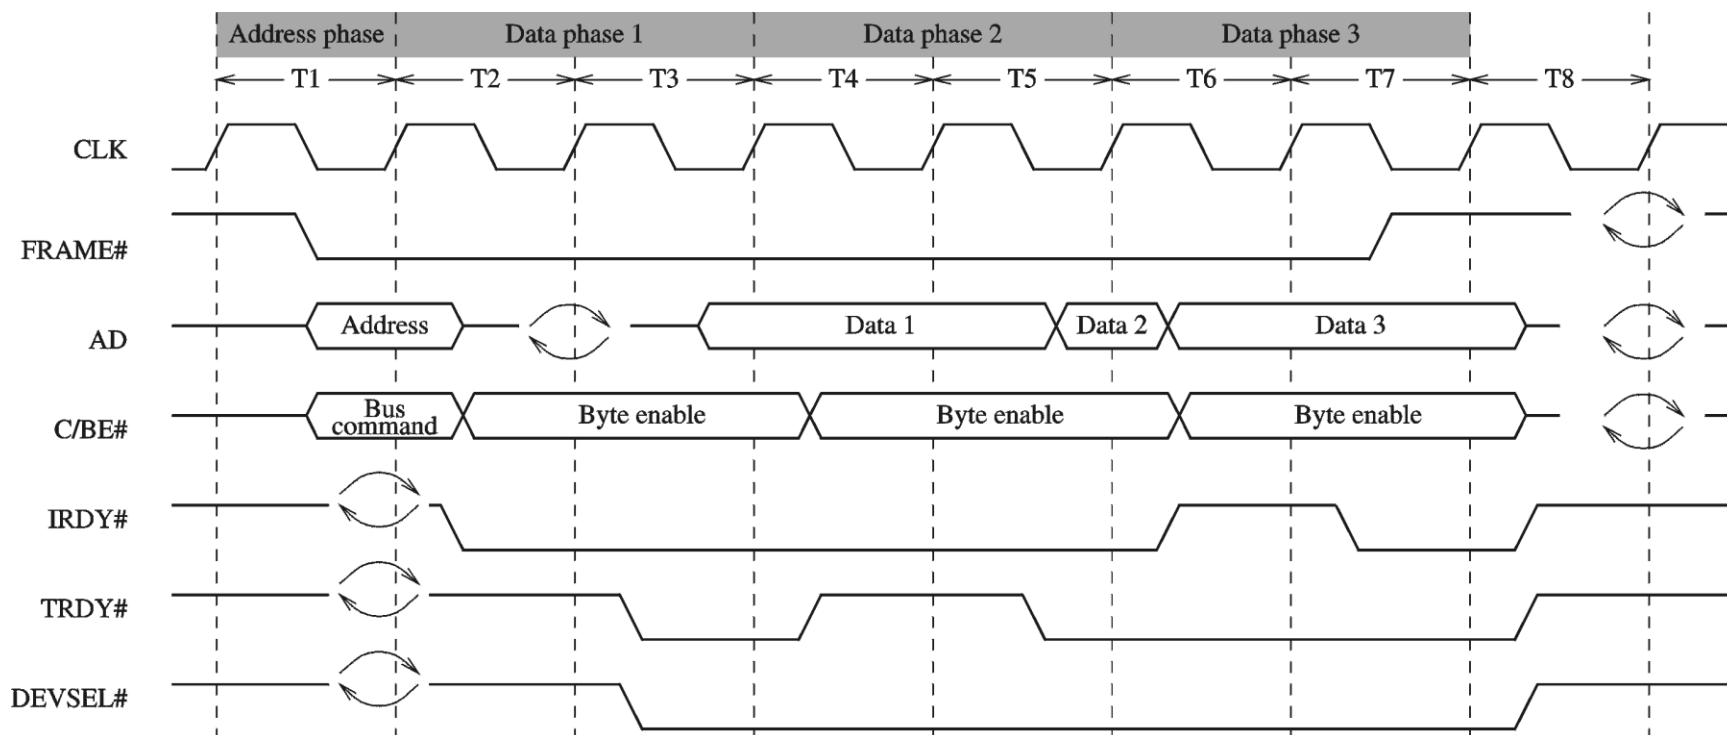 Address phase Data phase 1 Data phase 2 Data phase 3
T1 T2 T3 T4 T5 T6 T7 T8
CLK
FRAME#
AD Address Data 1 Data 2 Data 3
C/BE# Bus command Byte enable Byte enable Byte enable
IRDY#
TRDY#
DEVSEL#